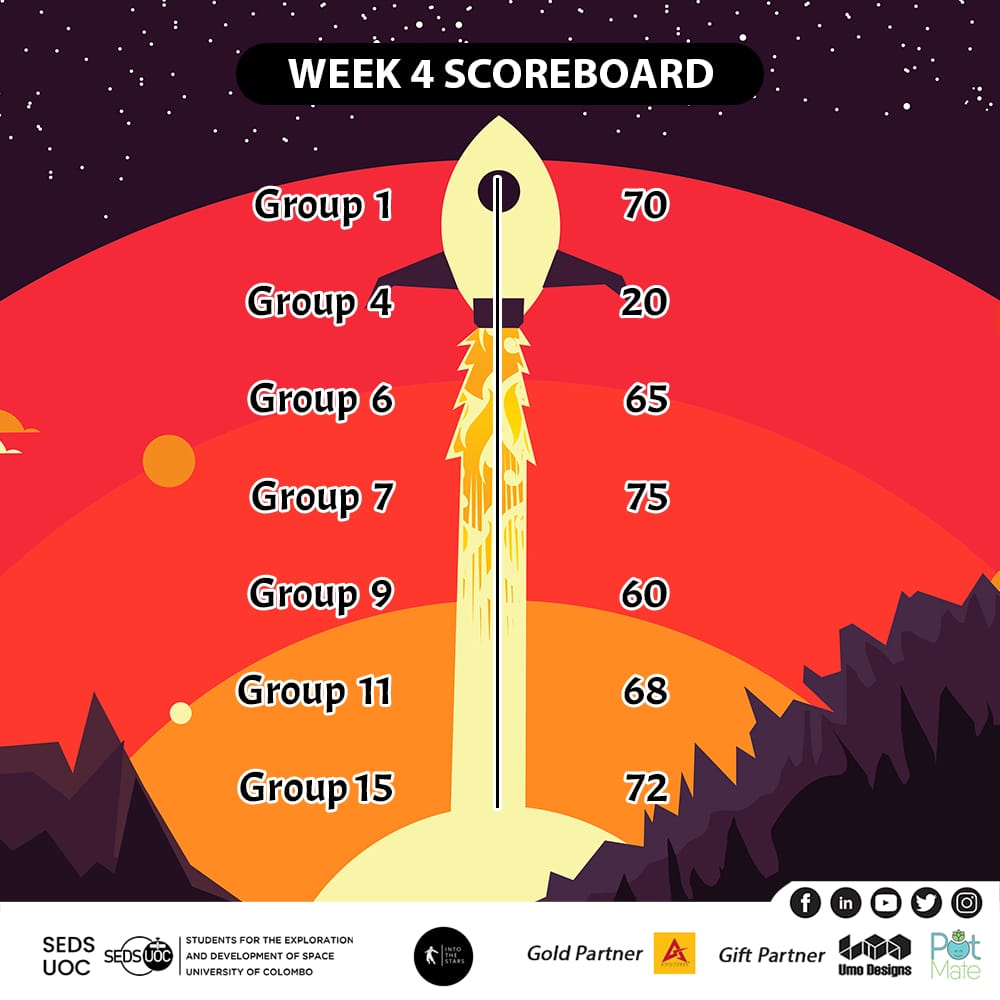 WEEK 4 SCOREBOARD
Group 1 70
Group 4 20
Group 6 65
Group 7 75
Group 9 60
Group 11 68
Group 15 72
SEDS
UOC
SEDS UOC
STUDENTS FOR THE EXPLORATION
AND DEVELOPMENT OF SPACE
UNIVERSITY OF COLOMBO
INTO
THE
STARS
Gold Partner
Gift Partner
Umo Designs
Pot
Mate